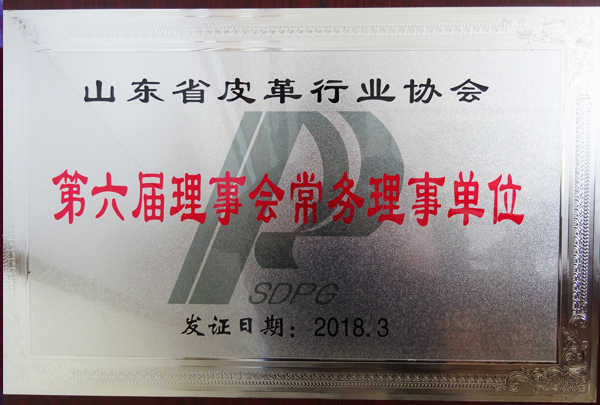 山东省皮革行业协会
第六届理事会常务理事单位
SDPG
发证日期：2018.3